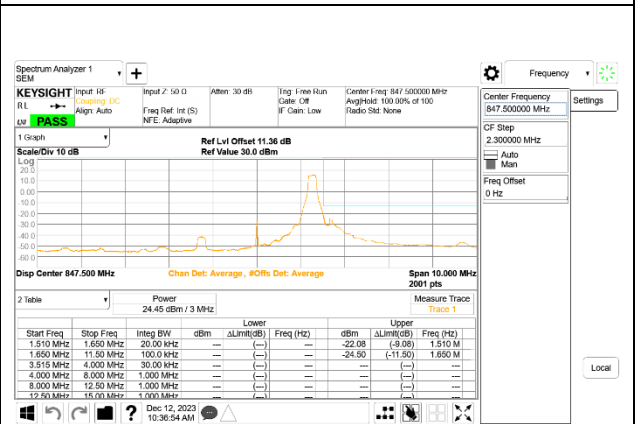 Spectrum Analyzer 1
SEM
+
Frequency
KEYSIGHT Input: RF Input Z: 50 Ω Atten: 30 dB Trig: Free Run Center Freq: 847.500000 MHz
RL Coupling: DC Gate: Off Avg|Hold: 100.00% of 100
Align: Auto Freq Ref: Int (S) IF Gain: Low Radio Std: None
NFE: Adaptive
LW PASS
Center Frequency
847.500000 MHz
Settings
CF Step
2.300000 MHz
Auto
Man
Freq Offset
0 Hz
1 Graph
Ref Lvl Offset 11.36 dB
Scale/Div 10 dB Ref Value 30.0 dBm
Log
20.0
10.0
0.00
-10.0
-20.0
-30.0
-40.0
-50.0
-60.0
Disp Center 847.500 MHz Chan Det: Average, #Offs Det: Average Span 10.000 MHz
2001 pts
2 Table
Power
24.45 dBm / 3 MHz
Measure Trace
Trace 1
Lower Upper
Start Freq Stop Freq Integ BW dBm ΔLimit(dB) Freq (Hz) dBm ΔLimit(dB) Freq (Hz)
1.510 MHz 1.650 MHz 20.00 kHz --- (---) --- -22.08 (-9.08) 1.510 M
1.650 MHz 11.50 MHz 100.0 kHz --- (---) --- -24.50 (-11.50) 1.650 M
3.515 MHz 4.000 MHz 30.00 kHz --- (---) --- --- (---) ---
4.000 MHz 8.000 MHz 1.000 MHz --- (---) --- --- (---) ---
8.000 MHz 12.50 MHz 1.000 MHz --- (---) --- --- (---) ---
12.50 MHz 15.00 MHz 1.000 MHz --- (---) --- --- (---) ---
Local
? Dec 12, 2023
10:36:54 AM